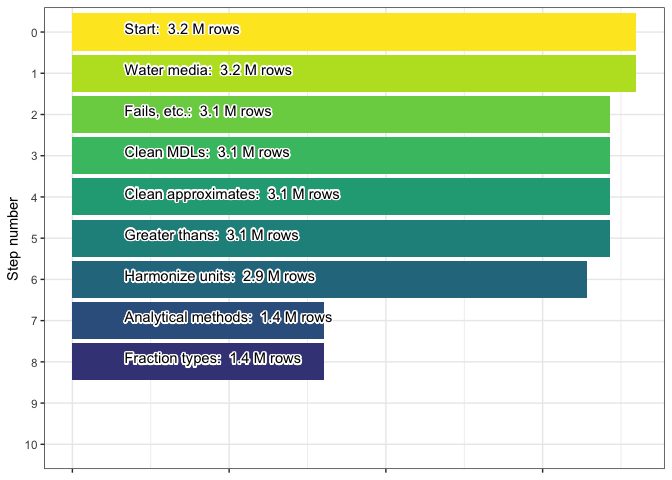 0
Start:  3.2 M rows
1
Water media:  3.2 M rows
2
Fails, etc.:  3.1 M rows
3
Clean MDLs:  3.1 M rows
4
Clean approximates:  3.1 M rows
5
Greater thans:  3.1 M rows
Step number
6
Harmonize units:  2.9 M rows
7
Analytical methods:  1.4 M rows
8
Fraction types:  1.4 M rows
9
10